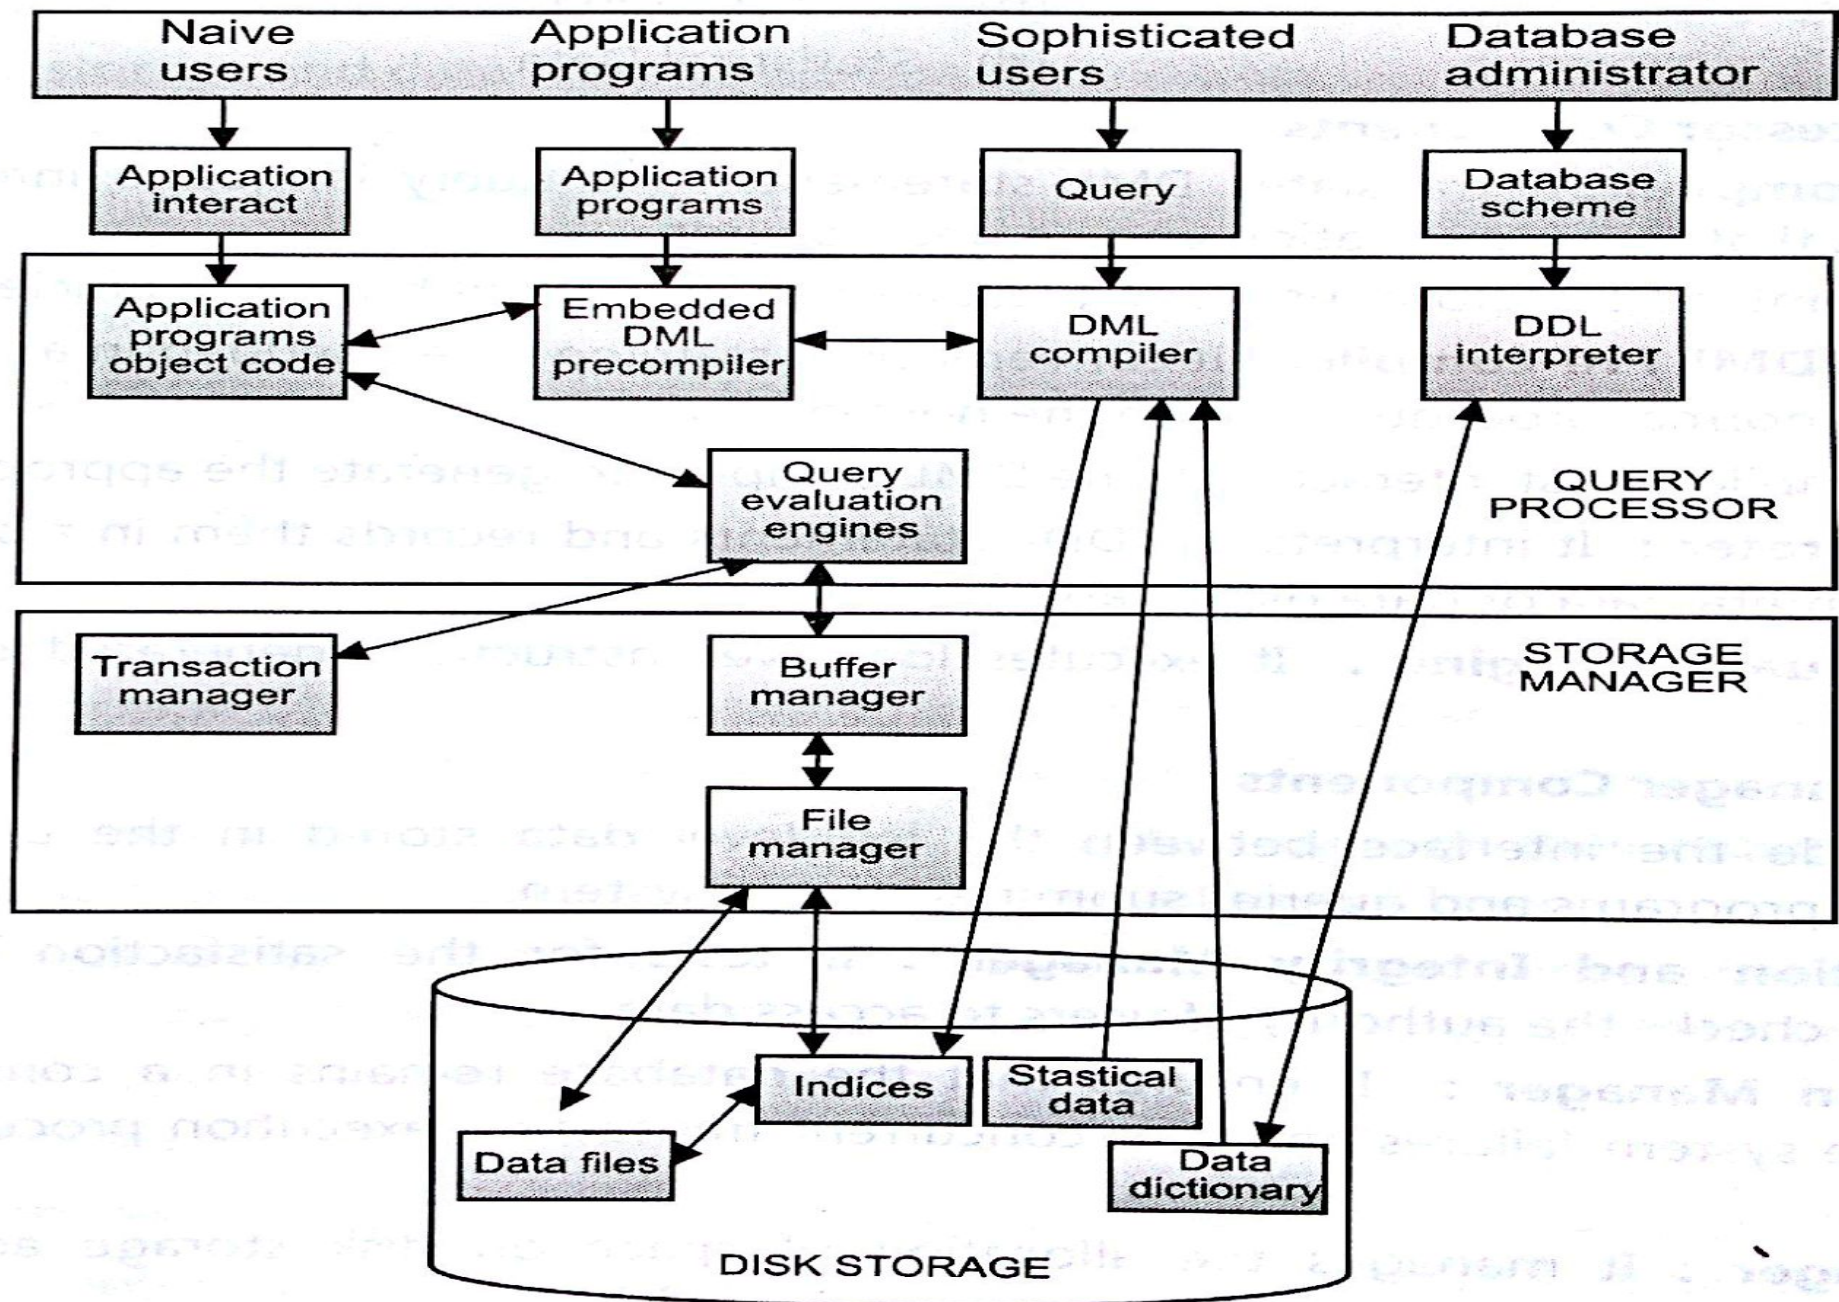 Naive
users
Application
programs
Sophisticated
users
Database
administrator
Application
interact
Application
programs
Query
Database
scheme
Application
programs
object code
Embedded
DML
precompiler
DML
compiler
DDL
interpreter
Query
evaluation
engines
QUERY
PROCESSOR
Transaction
manager
Buffer
manager
STORAGE
MANAGER
File
manager
Indices
Stastical
data
Data files
Data
dictionary
DISK STORAGE